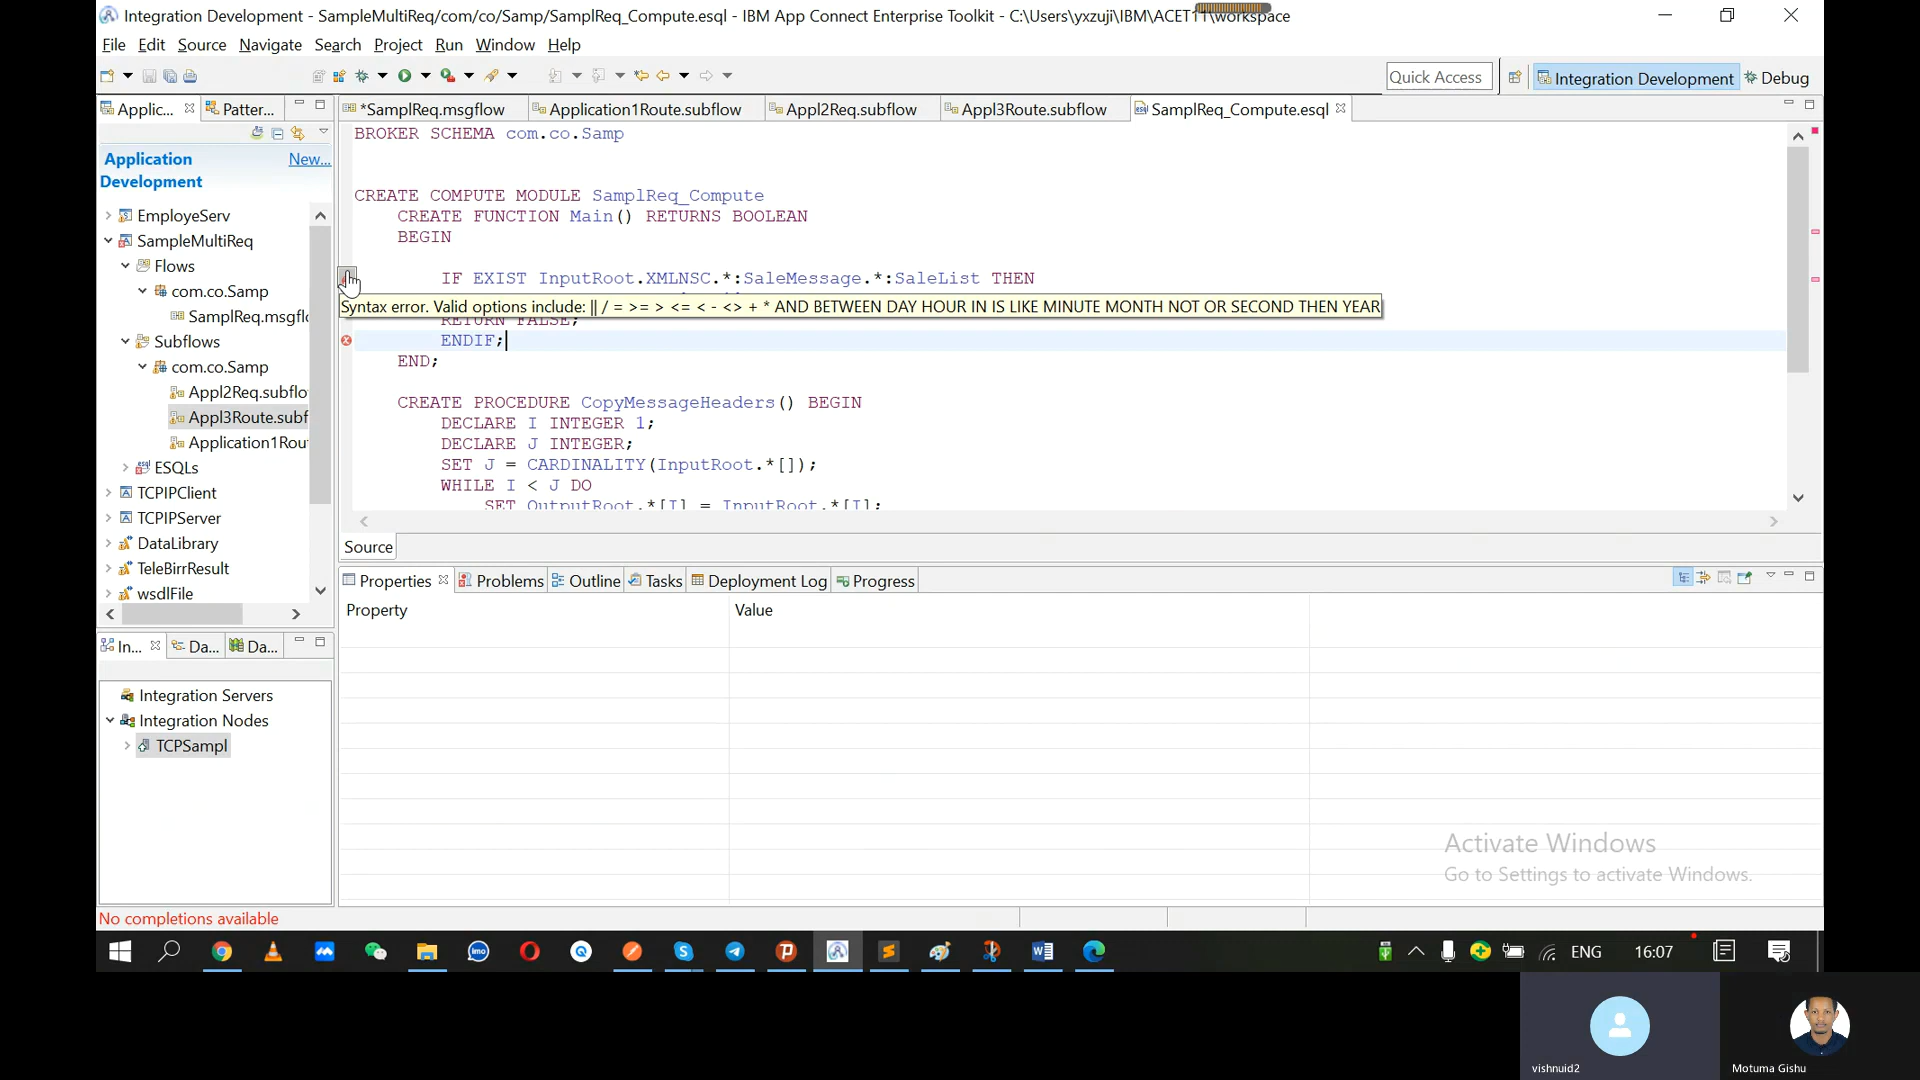 Integration Development - SampleMultiReq/com/co/Samp/SamplReq_Compute.esql - IBM App Connect Enterprise Toolkit - C:\Users\yxzuji\IBM\ACET11\workspace
File Edit Source Navigate Search Project Run Window Help
Quick Access
Integration Development
Debug
Applic...
Patter...
*SamplReq.msgflow
Application1Route.subflow
Appl2Req.subflow
Appl3Route.subflow
SamplReq_Compute.esql
Application Development
New...
EmployeServ
SampleMultiReq
Flows
com.co.Samp
SamplReq.msgflo
Subflows
com.co.Samp
Appl2Req.subflo
Appl3Route.subf
Application1Rou
ESQLs
TCPIPClient
TCPIPServer
DataLibrary
TeleBirrResult
wsdlFile
BROKER SCHEMA com.co.Samp
CREATE COMPUTE MODULE SamplReq_Compute
CREATE FUNCTION Main() RETURNS BOOLEAN
BEGIN
IF EXIST InputRoot.XMLNSC.*:SaleMessage.*:SaleList THEN
Syntax error. Valid options include: || / = >= > <= < - <> + * AND BETWEEN DAY HOUR IN IS LIKE MINUTE MONTH NOT OR SECOND THEN YEAR
RETURN FALSE;
ENDIF;
END;
CREATE PROCEDURE CopyMessageHeaders() BEGIN
DECLARE I INTEGER 1;
DECLARE J INTEGER;
SET J = CARDINALITY(InputRoot.*[]);
WHILE I < J DO
SET OutputRoot.*[I] = InputRoot.*[I];
Source
Properties
Problems
Outline
Tasks
Deployment Log
Progress
Property Value
In...
Da...
Da...
Integration Servers
Integration Nodes
TCPSampl
Activate Windows
Go to Settings to activate Windows.
No completions available
ENG
16:07
vishnuid2
Motuma Gishu